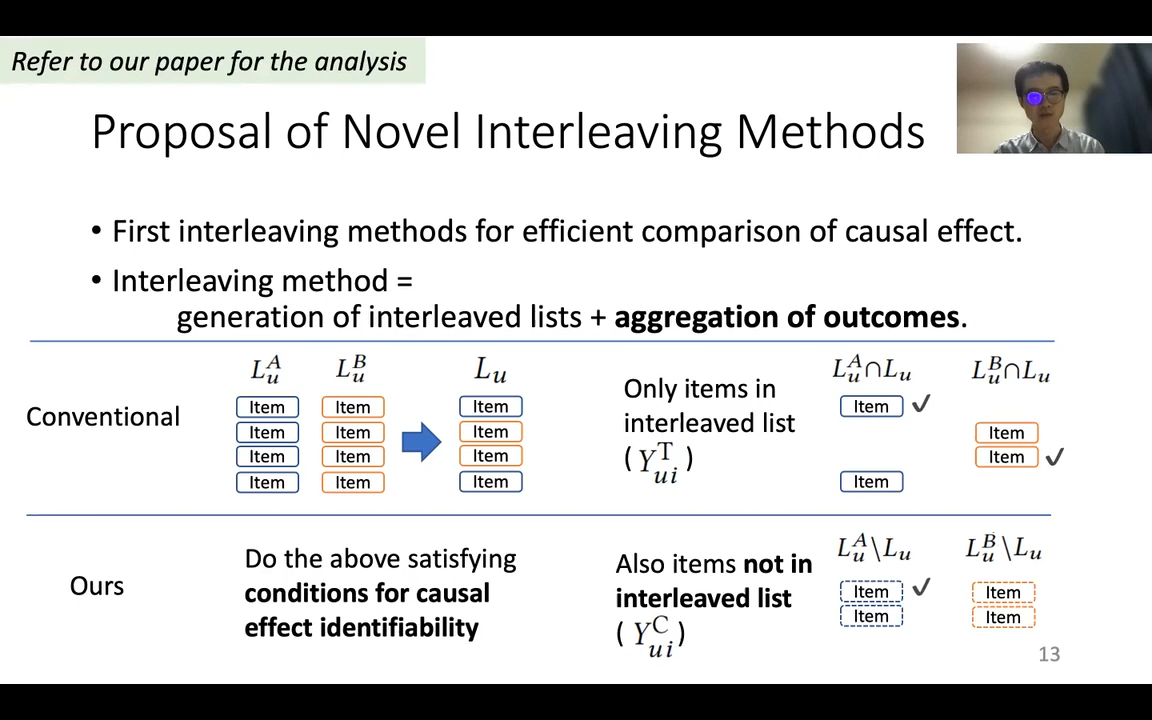 Refer to our paper for the analysis
Proposal of Novel Interleaving Methods
• First interleaving methods for efficient comparison of causal effect.
• Interleaving method =
generation of interleaved lists + aggregation of outcomes.
Conventional
L_u^A L_u^B L_u
Item Item Item
Item Item Item
Item Item Item
Item Item Item
Only items in
interleaved list
( Y_{ui}^T )
L_u^A∩L_u L_u^B∩L_u
Item ✓
Item
Item ✓
Item
Ours
Do the above satisfying
conditions for causal
effect identifiability
Also items not in
interleaved list
( Y_{ui}^C )
L_u^A\L_u L_u^B\L_u
Item ✓ Item
Item Item
13